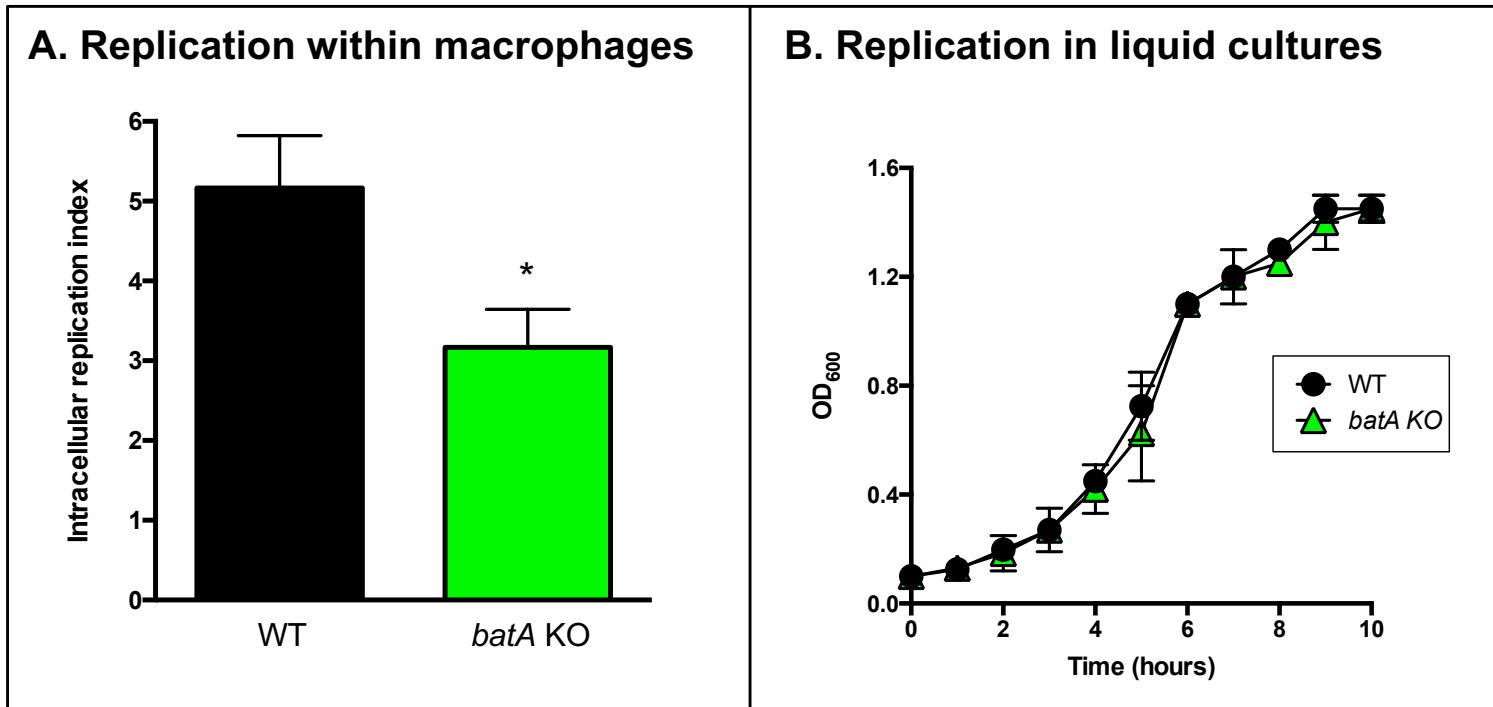 A. Replication within macrophages
Intracellular replication index
6
5
4
3
2
1
0
*
WT
batA KO
B. Replication in liquid cultures
OD600
1.6
1.2
0.8
0.4
0.0
0 2 4 6 8 10
Time (hours)
WT
batA KO